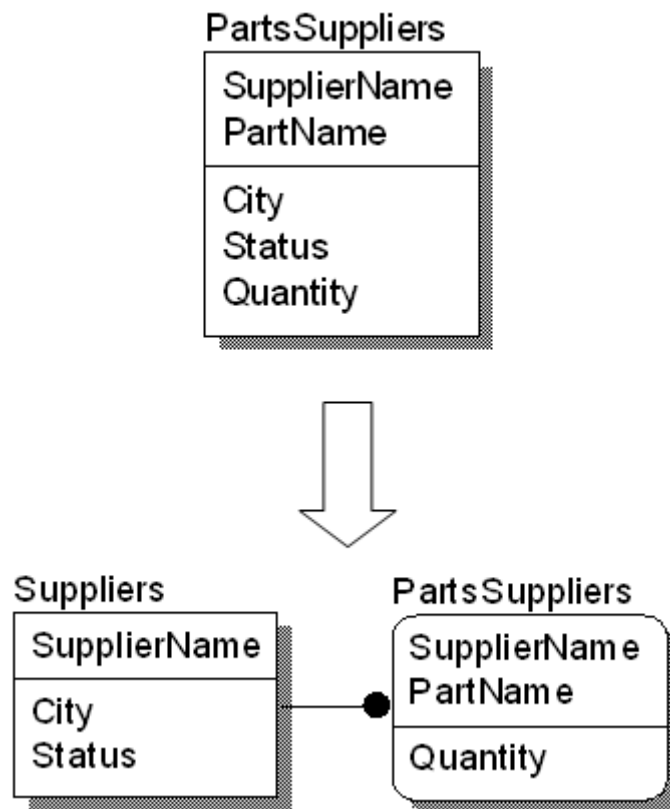 PartsSuppliers
SupplierName
PartName
City
Status
Quantity
Suppliers
SupplierName
City
Status
PartsSuppliers
SupplierName
PartName
Quantity